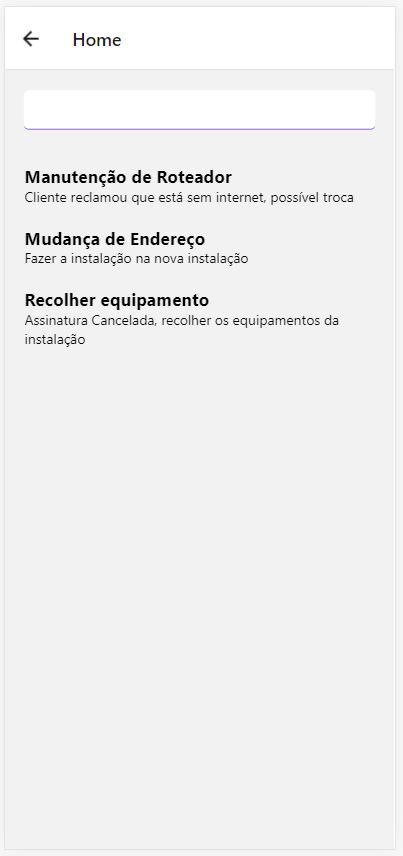 Home
Manutenção de Roteador
Cliente reclamou que está sem internet, possível troca
Mudança de Endereço
Fazer a instalação na nova instalação
Recolher equipamento
Assinatura Cancelada, recolher os equipamentos da
instalação